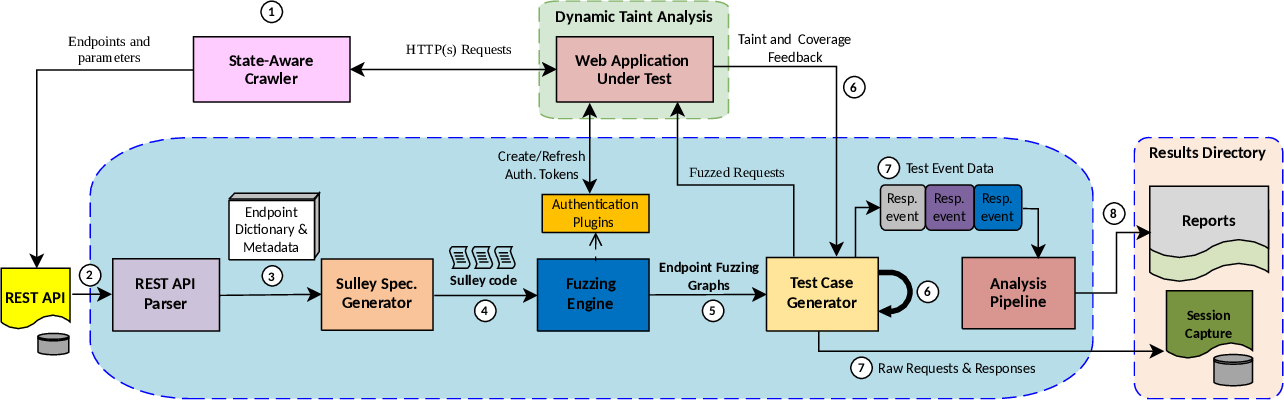 1
Dynamic Taint Analysis
Endpoints and
parameters
State-Aware
Crawler
HTTP(s) Requests
Web Application
Under Test
Taint and Coverage
Feedback
6
Create/Refresh
Auth. Tokens
Fuzzed Requests
7 Test Event Data
Resp.
event
Resp.
event
Resp.
event
Results Directory
Endpoint
Dictionary &
Metadata
Authentication
Plugins
8
Reports
REST API
2
REST API
Parser
3
Sulley Spec.
Generator
Sulley code
4
Fuzzing
Engine
Endpoint Fuzzing
Graphs
5
Test Case
Generator
6
Analysis
Pipeline
Session
Capture
7 Raw Requests & Responses